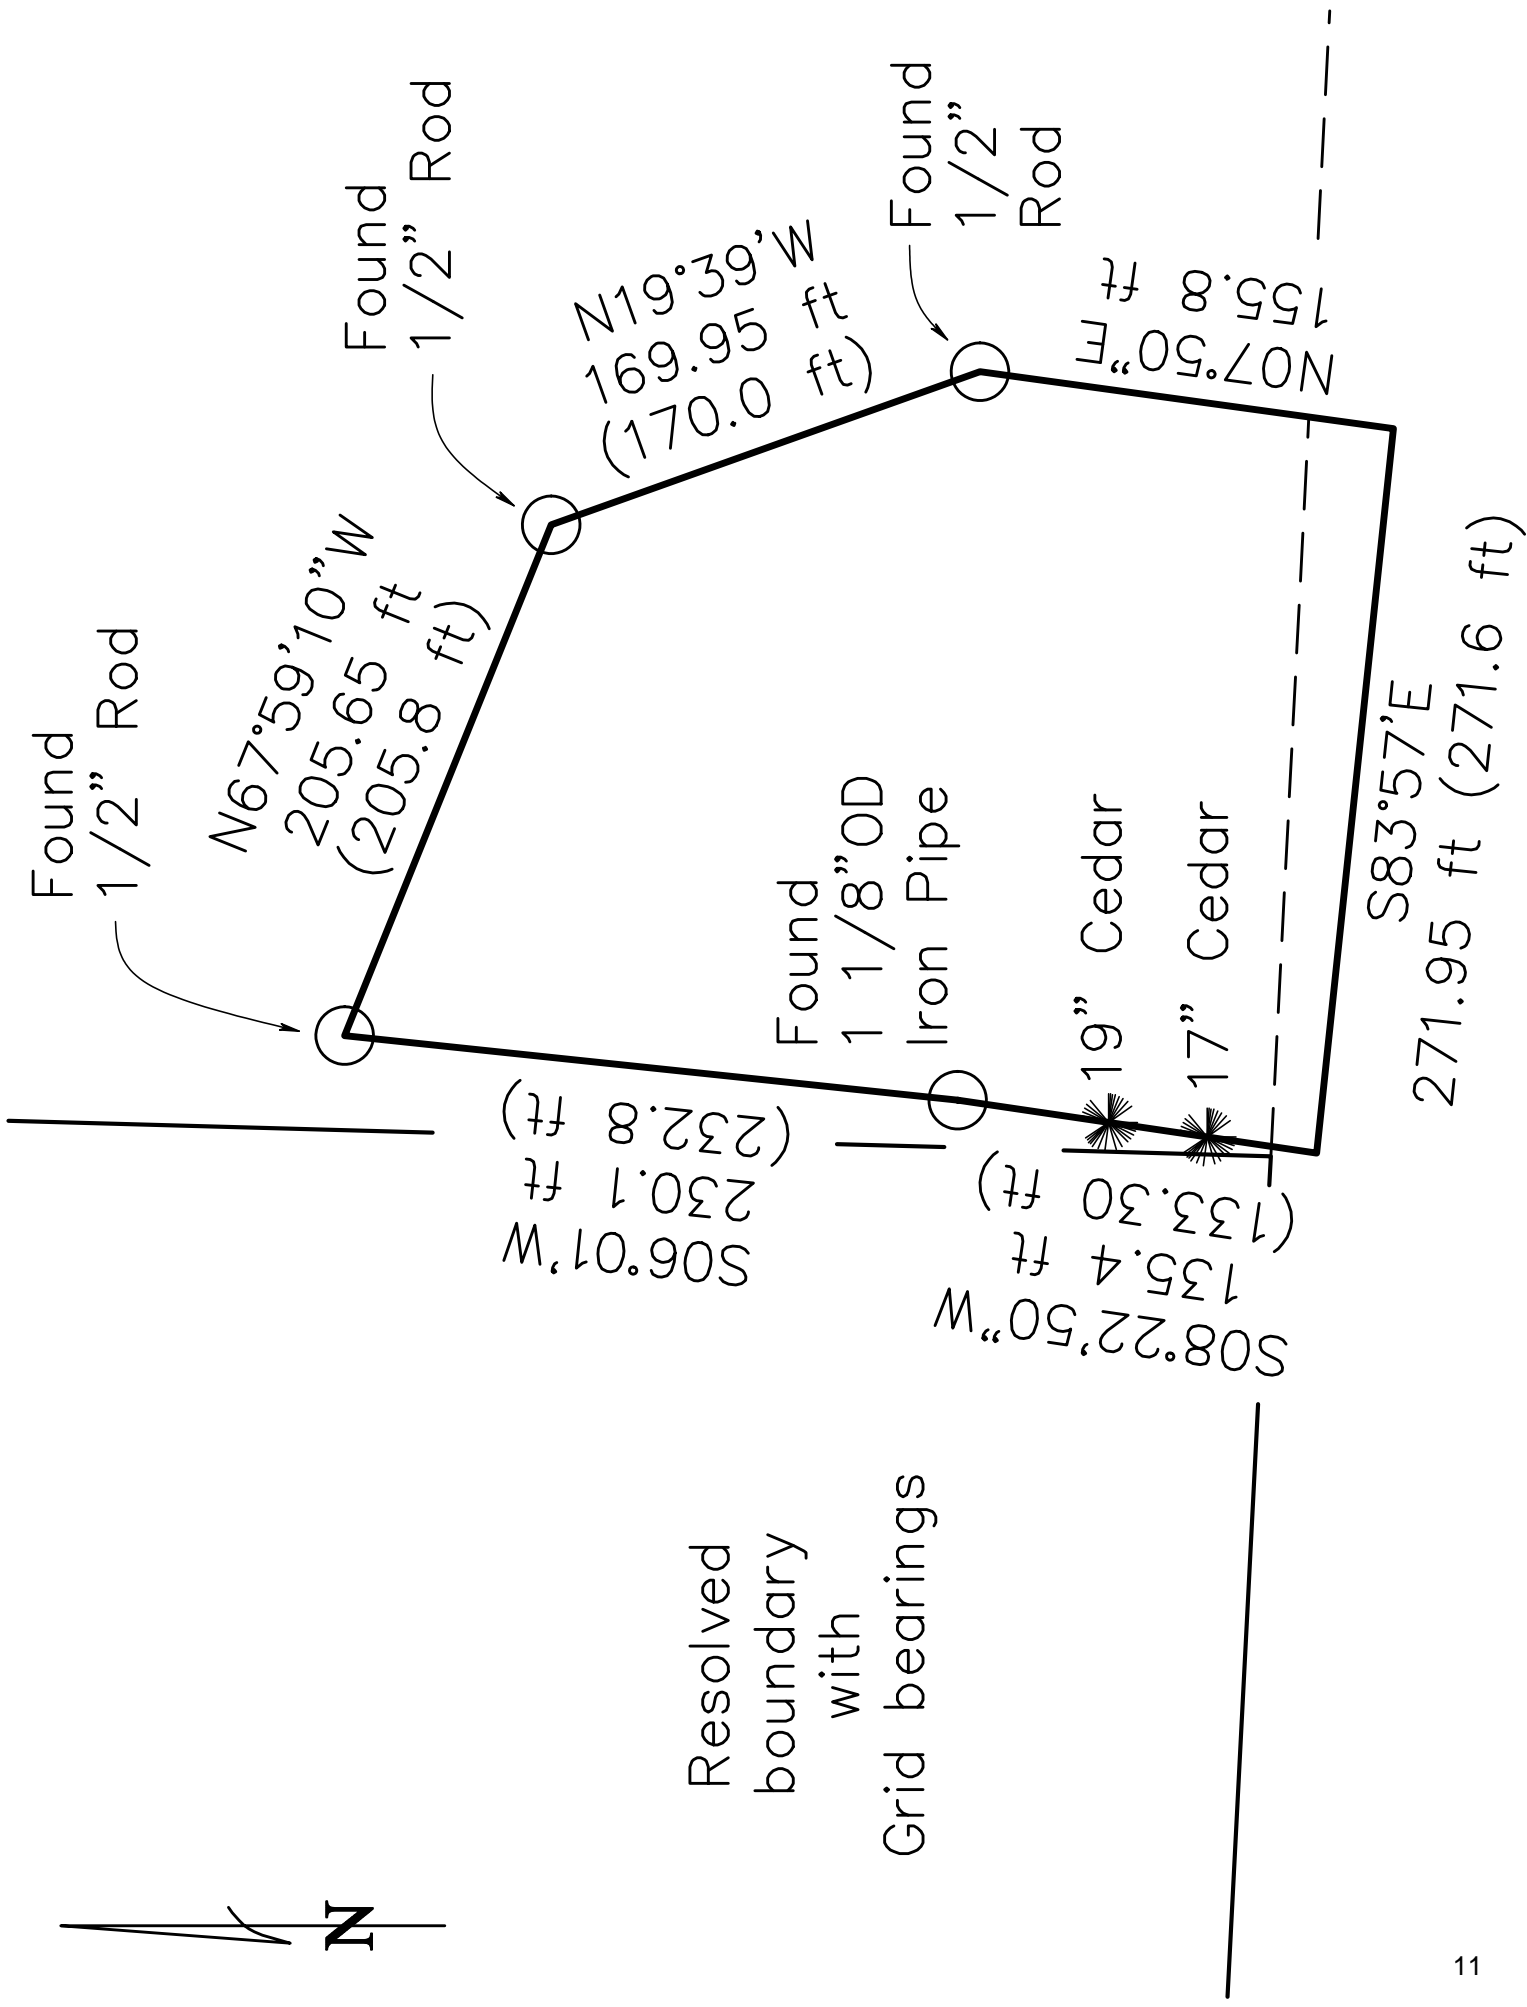 Found
1/2" Rod
Found
1/2" Rod
Found
1/2"
Rod
N67°59'10"W
205.65 ft
(205.8 ft)
N19°39'W
169.95 ft
(170.0 ft)
N07°50"E
155.8 ft
Found
1 1/8"OD
Iron Pipe
19" Cedar
17" Cedar
S83°57'E
271.95 ft (271.6 ft)
(232.8 ft)
230.1 ft
S06°01'W
(133.30 ft)
135.4 ft
S08°22'50"W
Resolved
boundary
with
Grid bearings
N
11